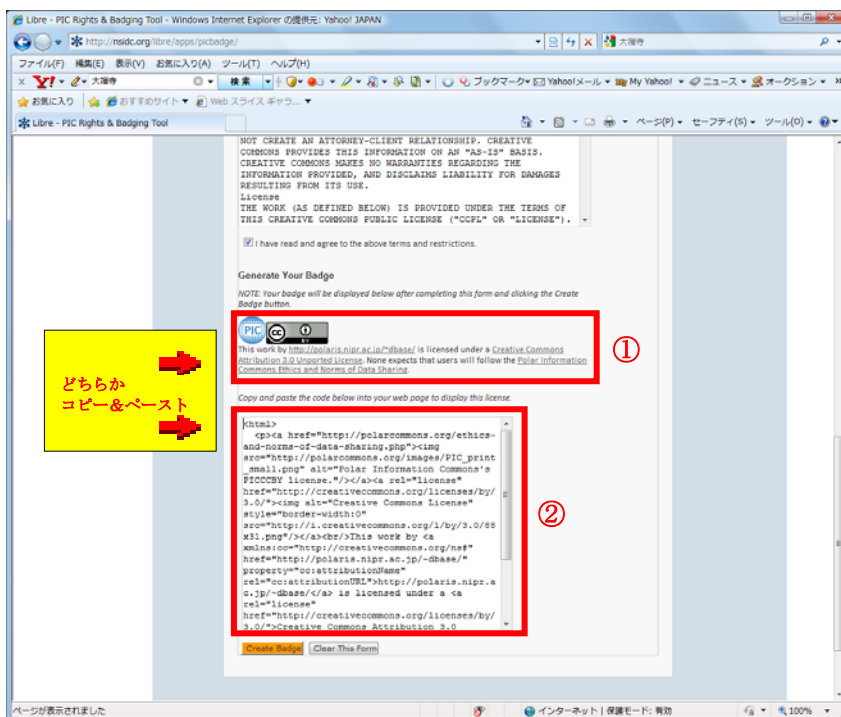 Libre - PIC Rights & Badging Tool - Windows Internet Explorer の提供元: Yahoo! JAPAN
http://nsidc.org/libre/apps/picbadge/
大福寺
ファイル(F) 編集(E) 表示(V) お気に入り(A) ツール(T) ヘルプ(H)
x Y! 大福寺 検索 ブックマーク Yahoo!メール My Yahoo! ニュース オークション
お気に入り おすすめサイト Web スライス ギャラ...
Libre - PIC Rights & Badging Tool
ページ(P) セーフティ(S) ツール(O)
NOT CREATE AN ATTORNEY-CLIENT RELATIONSHIP. CREATIVE
COMMONS PROVIDES THIS INFORMATION ON AN "AS-IS" BASIS.
CREATIVE COMMONS MAKES NO WARRANTIES REGARDING THE
INFORMATION PROVIDED, AND DISCLAIMS LIABILITY FOR DAMAGES
RESULTING FROM ITS USE.
License
THE WORK (AS DEFINED BELOW) IS PROVIDED UNDER THE TERMS OF
THIS CREATIVE COMMONS PUBLIC LICENSE ("CCPL" OR "LICENSE").
I have read and agree to the above terms and restrictions.
Generate Your Badge
NOTE: Your badge will be displayed below after completing this form and clicking the Create
Badge button.
PIC cc BY
This work by http://polaris.nipr.ac.jp/~dbase/ is licensed under a Creative Commons
Attribution 3.0 Unported License. None expects that users will follow the Polar Information
Commons Ethics and Norms of Data Sharing.
①
どちらか
コピー&ペースト
Copy and paste the code below into your web page to display this license.
<html>
<p><a href="http://polarcommons.org/ethics-
and-norms-of-data-sharing.php"><img
src="http://polarcommons.org/images/PIC_print
_small.png" alt="Polar Information Commons's
PICCCBY license."/></a><a rel="license"
href="http://creativecommons.org/licenses/by/
3.0/"><img alt="Creative Commons License"
style="border-width:0"
src="http://i.creativecommons.org/l/by/3.0/88
x31.png"/></a><br/>This work by <a
xmlns:cc="http://creativecommons.org/ns#"
href="http://polaris.nipr.ac.jp/~dbase/"
property="cc:attributionName"
rel="cc:attributionURL">http://polaris.nipr.a
c.jp/~dbase/</a> is licensed under a <a
rel="license"
href="http://creativecommons.org/licenses/by/
3.0/">Creative Commons Attribution 3.0
②
Create Badge Clear This Form
ページが表示されました インターネット | 保護モード: 有効 100%